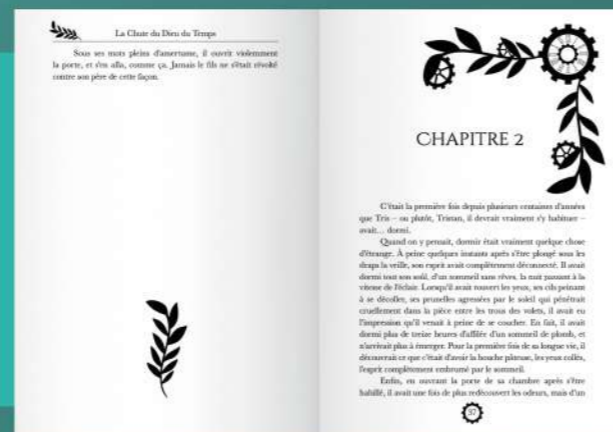 La Chute du Dieu du Temps
Sous ses mots pleins d'amertume, il ouvrit violemment
la porte, et s'en alla, comme ça. Jamais le fils ne s'était révolté
contre son père de cette façon.
CHAPITRE 2
C'était la première fois depuis plusieurs centaines d'années
que Tris – ou plutôt, Tristan, il devrait vraiment s'y habituer –
avait… dormi.
Quand on y pensait, dormir était vraiment quelque chose
d'étrange. À peine quelques instants après s'être plongé sous les
draps la veille, son esprit avait complètement déconnecté. Il avait
dormi tout son soûl, d'un sommeil sans rêves, la nuit passant à la
vitesse de l'éclair. Lorsqu'il avait rouvert les yeux, ses cils peinant
à se décoller, ses prunelles agressées par le soleil qui pénétrait
cruellement dans la pièce entre les trous des volets, il avait eu
l'impression qu'il venait à peine de se coucher. En fait, il avait
dormi plus de treize heures d'affilée d'un sommeil de plomb, et
n'arrivait plus à émerger. Pour la première fois de sa longue vie, il
découvrait ce que c'était d'avoir la bouche pâteuse, les yeux collés,
l'esprit complètement embrumé par le sommeil.
Enfin, en ouvrant la porte de sa chambre après s'être
habillé, il avait une fois de plus redécouvert les odeurs, mais d'un
37